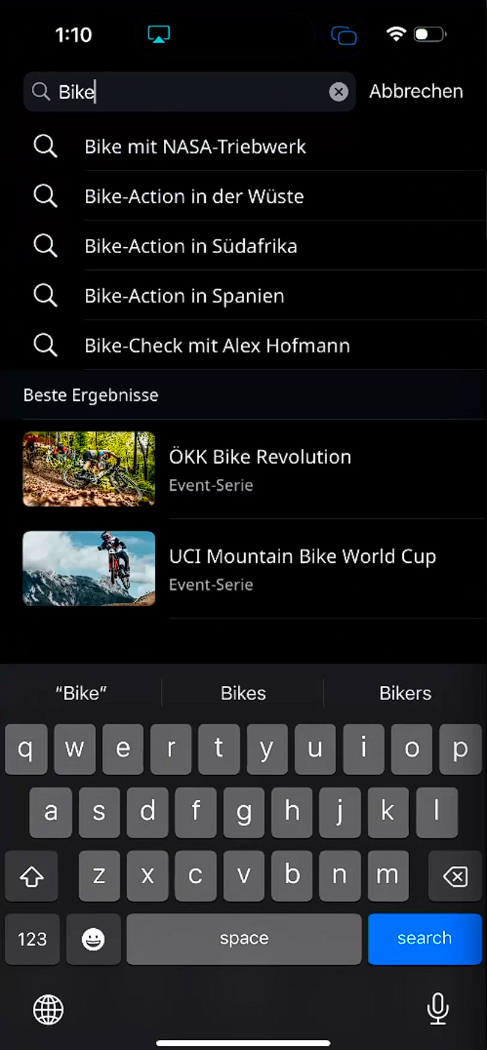 1:10
Bike
Abbrechen
Bike mit NASA-Triebwerk
Bike-Action in der Wüste
Bike-Action in Südafrika
Bike-Action in Spanien
Bike-Check mit Alex Hofmann
Beste Ergebnisse
ÖKK Bike Revolution
Event-Serie
UCI Mountain Bike World Cup
Event-Serie
“Bike” Bikes Bikers
q w e r t y u i o p
a s d f g h j k l
z x c v b n m
123 space search